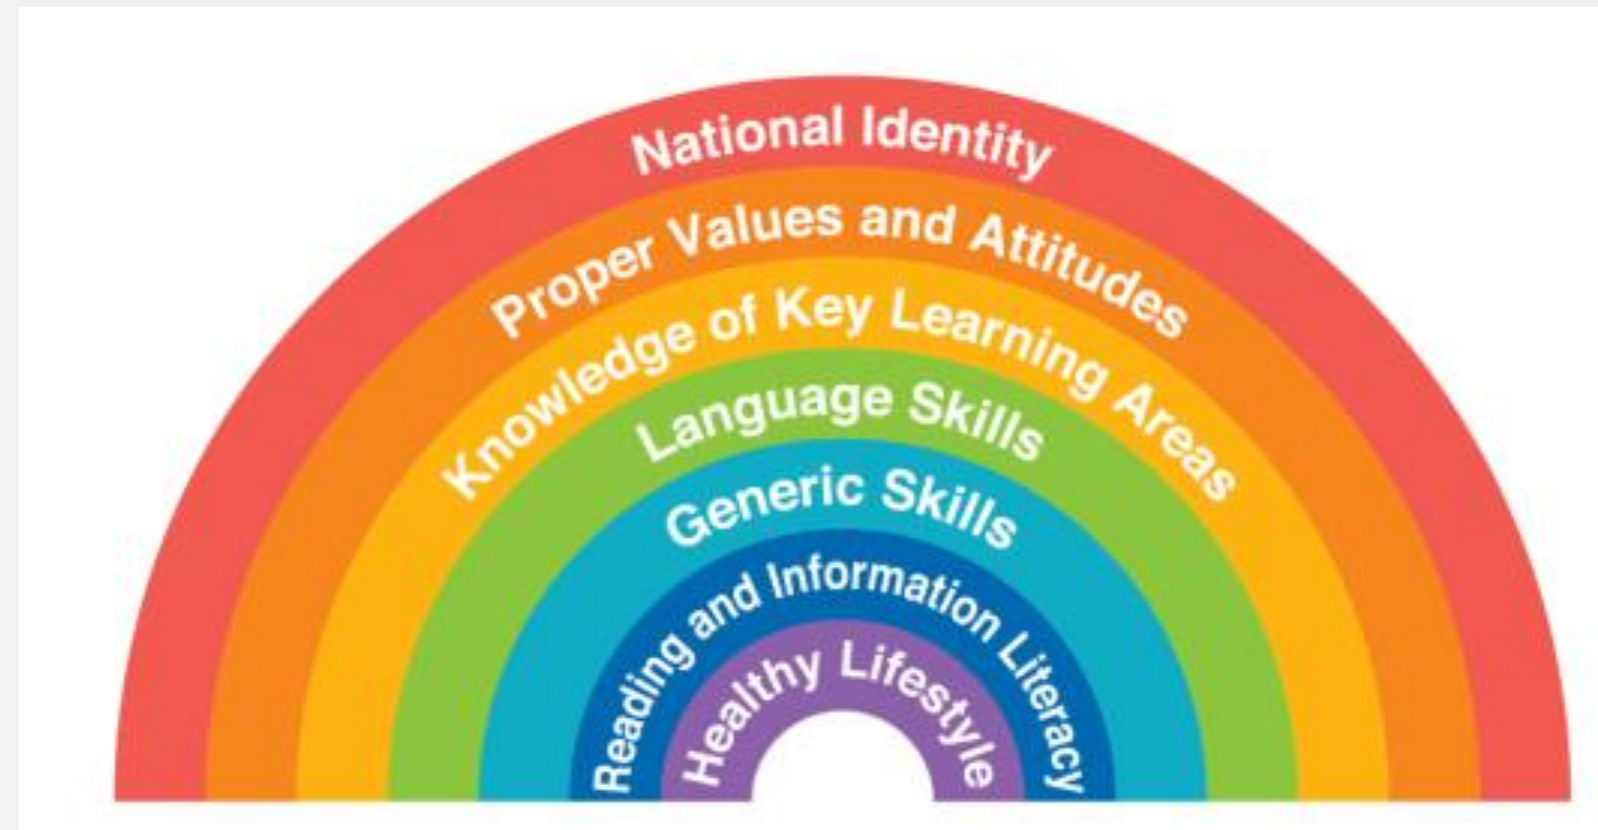 National Identity
Proper Values and Attitudes
Knowledge of Key Learning Areas
Language Skills
Generic Skills
Reading and Information Literacy
Healthy Lifestyle